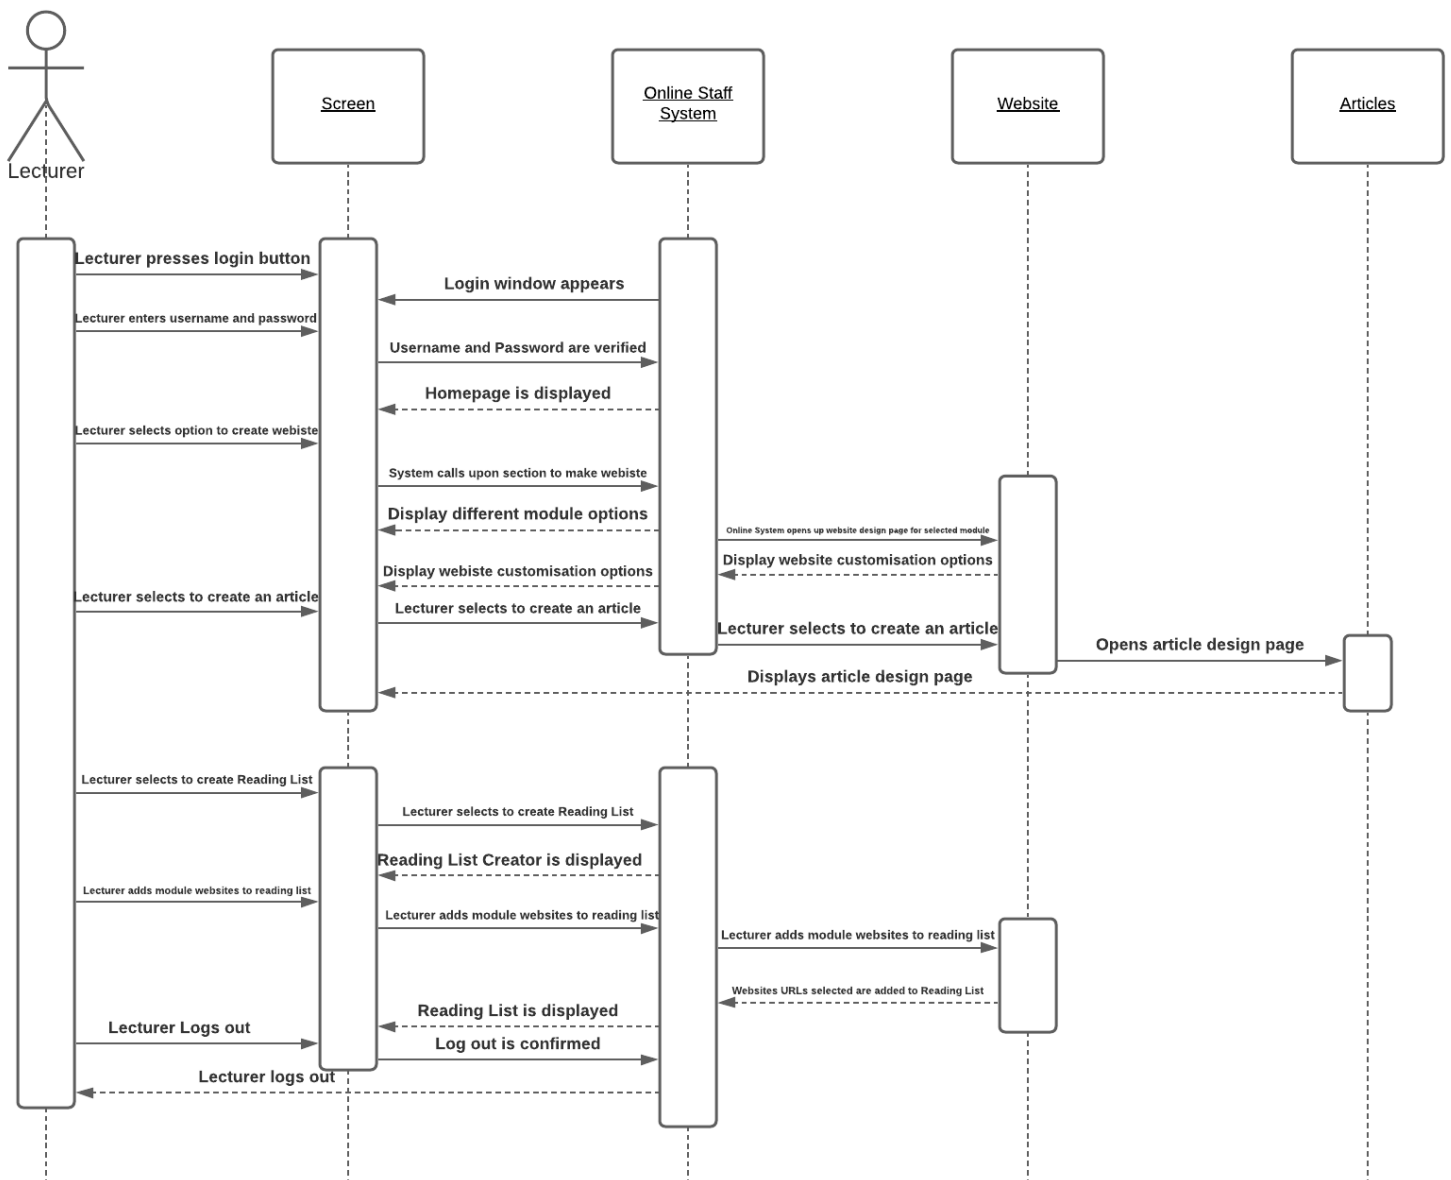 Lecturer
Screen
Online Staff
System
Website
Articles
Lecturer presses login button
Login window appears
Lecturer enters username and password
Username and Password are verified
Homepage is displayed
Lecturer selects option to create webiste
System calls upon section to make webiste
Display different module options
Online System opens up website design page for selected module
Display website customisation options
Display webiste customisation options
Lecturer selects to create an article
Lecturer selects to create an article
Lecturer selects to create an article
Opens article design page
Displays article design page
Lecturer selects to create Reading List
Lecturer selects to create Reading List
Reading List Creator is displayed
Lecturer adds module websites to reading list
Lecturer adds module websites to reading list
Lecturer adds module websites to reading list
Websites URLs selected are added to Reading List
Reading List is displayed
Lecturer Logs out
Log out is confirmed
Lecturer logs out